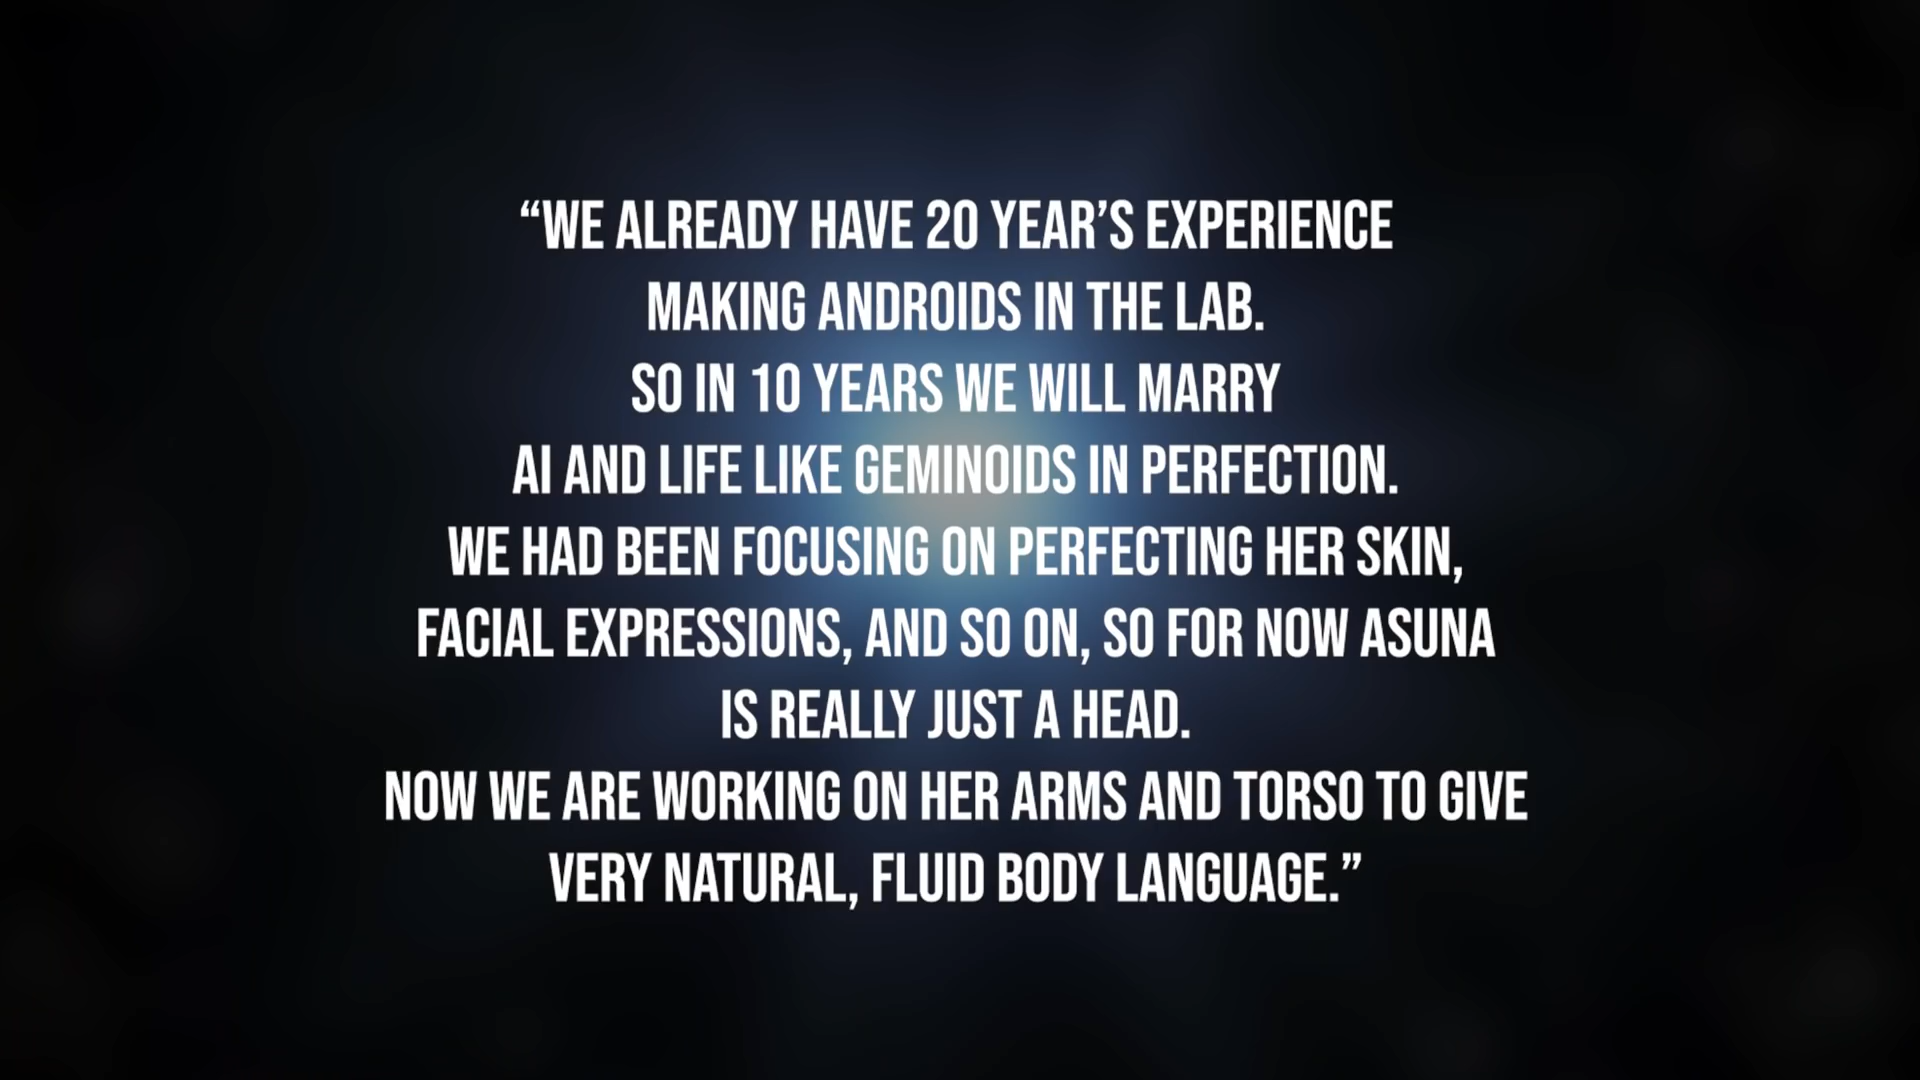 “WE ALREADY HAVE 20 YEAR’S EXPERIENCE
MAKING ANDROIDS IN THE LAB.
SO IN 10 YEARS WE WILL MARRY
AI AND LIFE LIKE GEMINOIDS IN PERFECTION.
WE HAD BEEN FOCUSING ON PERFECTING HER SKIN,
FACIAL EXPRESSIONS, AND SO ON, SO FOR NOW ASUNA
IS REALLY JUST A HEAD.
NOW WE ARE WORKING ON HER ARMS AND TORSO TO GIVE
VERY NATURAL, FLUID BODY LANGUAGE.”